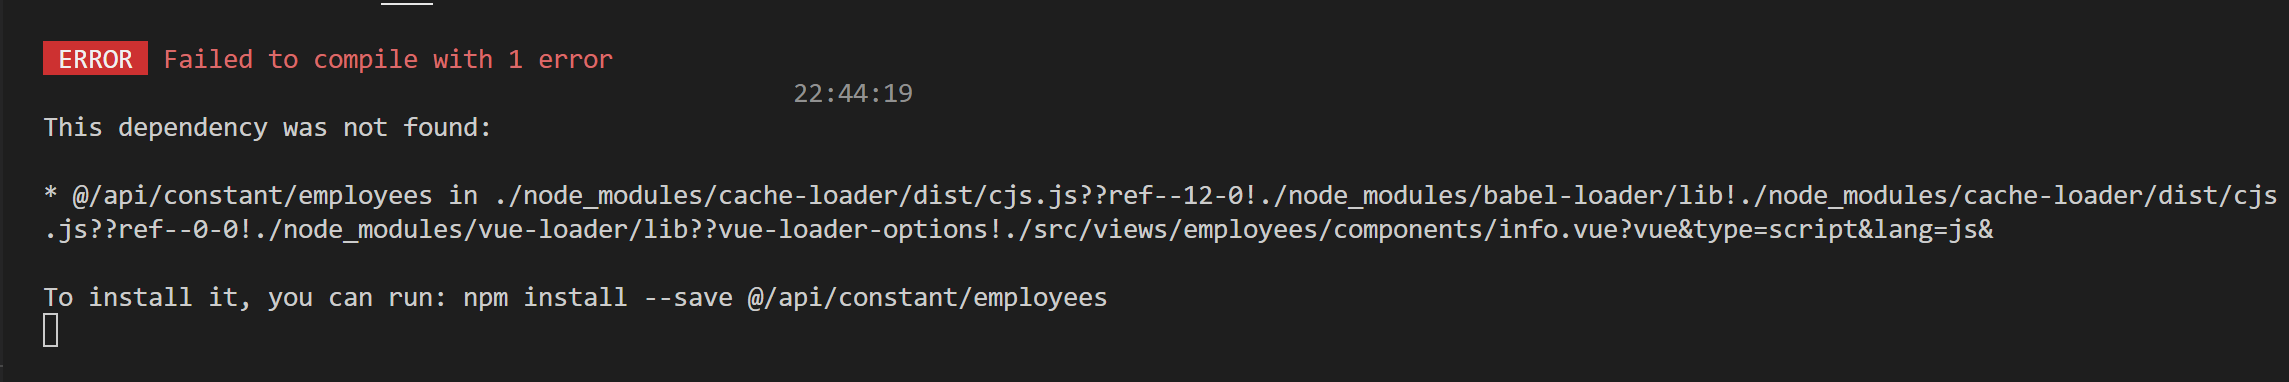 ERROR Failed to compile with 1 error
22:44:19
This dependency was not found:
* @/api/constant/employees in ./node_modules/cache-loader/dist/cjs.js??ref--12-0!./node_modules/babel-loader/lib!./node_modules/cache-loader/dist/cjs
.js??ref--0-0!./node_modules/vue-loader/lib??vue-loader-options!./src/views/employees/components/info.vue?vue&type=script&lang=js&
To install it, you can run: npm install --save @/api/constant/employees